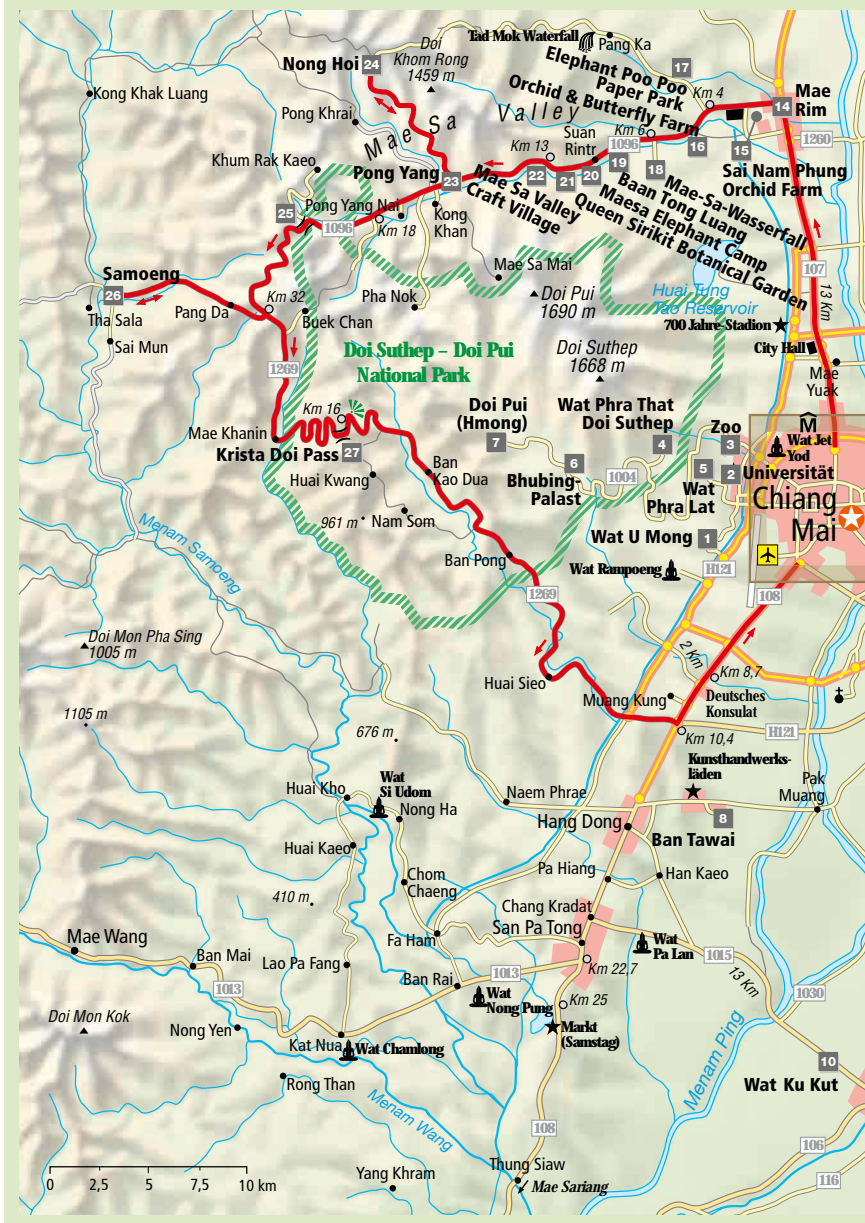 Doi
Khom Rong
1459 m
Nong Hoi
24
Tad Mok Waterfall
Pang Ka
17
Elephant Poo Poo
Paper Park
Km 4
Mae
Rim
14
Kong Khak Luang
Orchid & Butterfly Farm
Pong Khrai
Mae Sa
Valley
Km 6
1096
16
15
1260
Suan
Rintr
Km 13
Khum Rak Kaeo
Pong Yang
23
22
21
20
19
18
Sai Nam Phung
Orchid Farm
Mae Sa Valley
Craft Village
Mae-Sa-Wasserfall
Baan Tong Luang
Maesa Elephant Camp
Queen Sirikit Botanical Garden
25
Pong Yang Nai
1096
Km 18
Kong
Khan
107
13 Km
Mae Sa Mai
Samoeng
26
Km 32
Pha Nok
Doi Pui
1690 m
Huai Tung
Tao Reservoir
Tha Sala
Pang Da
Buek Chan
700 Jahre-Stadion
Sai Mun
Doi Suthep – Doi Pui
National Park
Doi Suthep
1668 m
City Hall
Mae
Yuak
1269
Km 16
Doi Pui
(Hmong)
7
Wat Phra That
Doi Suthep
4
Zoo
3
Wat Jet
Yod
Mae Khanin
Krista Doi Pass
27
Ban
Kao Dua
6
Bhubing-
Palast
1004
5
2
Universität
Wat
Phra Lat
Chiang
Mai
Huai Kwang
961 m
Nam Som
Menam Samoeng
Wat U Mong
1
Ban Pong
Wat Rampoeng
H121
108
1269
Doi Mon Pha Sing
1005 m
2 Km
Km 8,7
Huai Sieo
Muang Kung
Deutsches
Konsulat
1105 m
676 m
Km 10,4
H121
Kunsthandwerks-
läden
Wat
Si Udom
Huai Kho
Nong Ha
Naem Phrae
Pak
Muang
Hang Dong
8
Ban Tawai
Huai Kaeo
Pa Hiang
Han Kaeo
Chom
Chaeng
410 m
Chang Kradat
San Pa Tong
Mae Wang
Fa Ham
Wat
Pa Lan
1015
Ban Mai
Lao Pa Fang
Km 22,7
13 Km
1013
Ban Rai
1013
1030
Doi Mon Kok
Wat
Nong Pung
Km 25
Nong Yen
Markt
(Samstag)
Kat Nua
Wat Chamlong
Menam Ping
10
Wat Ku Kut
Rong Than
Menam Wang
108
106
116
0
2,5
5
7,5
10 km
Thung Siaw
Yang Khram
Mae Sariang